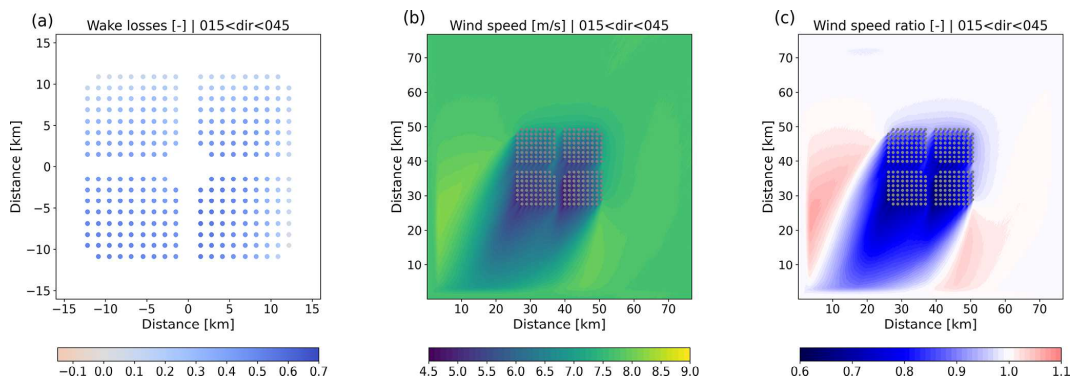 (a)
Wake losses [-] | 015<dir<045
15
10
5
0
−5
−10
−15
Distance [km]
−15 −10 −5 0 5 10 15
Distance [km]
−0.1 0.0 0.1 0.2 0.3 0.4 0.5 0.6 0.7
(b)
Wind speed [m/s] | 015<dir<045
70
60
50
40
30
20
10
Distance [km]
10 20 30 40 50 60 70
Distance [km]
4.5 5.0 5.5 6.0 6.5 7.0 7.5 8.0 8.5 9.0
(c)
Wind speed ratio [-] | 015<dir<045
70
60
50
40
30
20
10
Distance [km]
10 20 30 40 50 60 70
Distance [km]
0.6 0.7 0.8 0.9 1.0 1.1